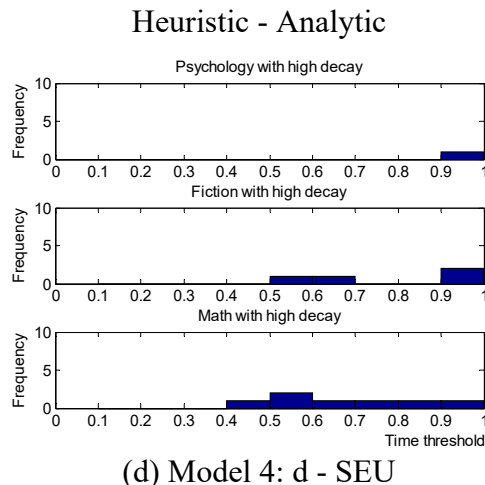 Heuristic - Analytic
Psychology with high decay
Frequency
10
5
0
0 0.1 0.2 0.3 0.4 0.5 0.6 0.7 0.8 0.9 1
Fiction with high decay
Frequency
10
5
0
0 0.1 0.2 0.3 0.4 0.5 0.6 0.7 0.8 0.9 1
Math with high decay
Frequency
10
5
0
0 0.1 0.2 0.3 0.4 0.5 0.6 0.7 0.8 0.9 1
Time threshold
(d) Model 4: d - SEU